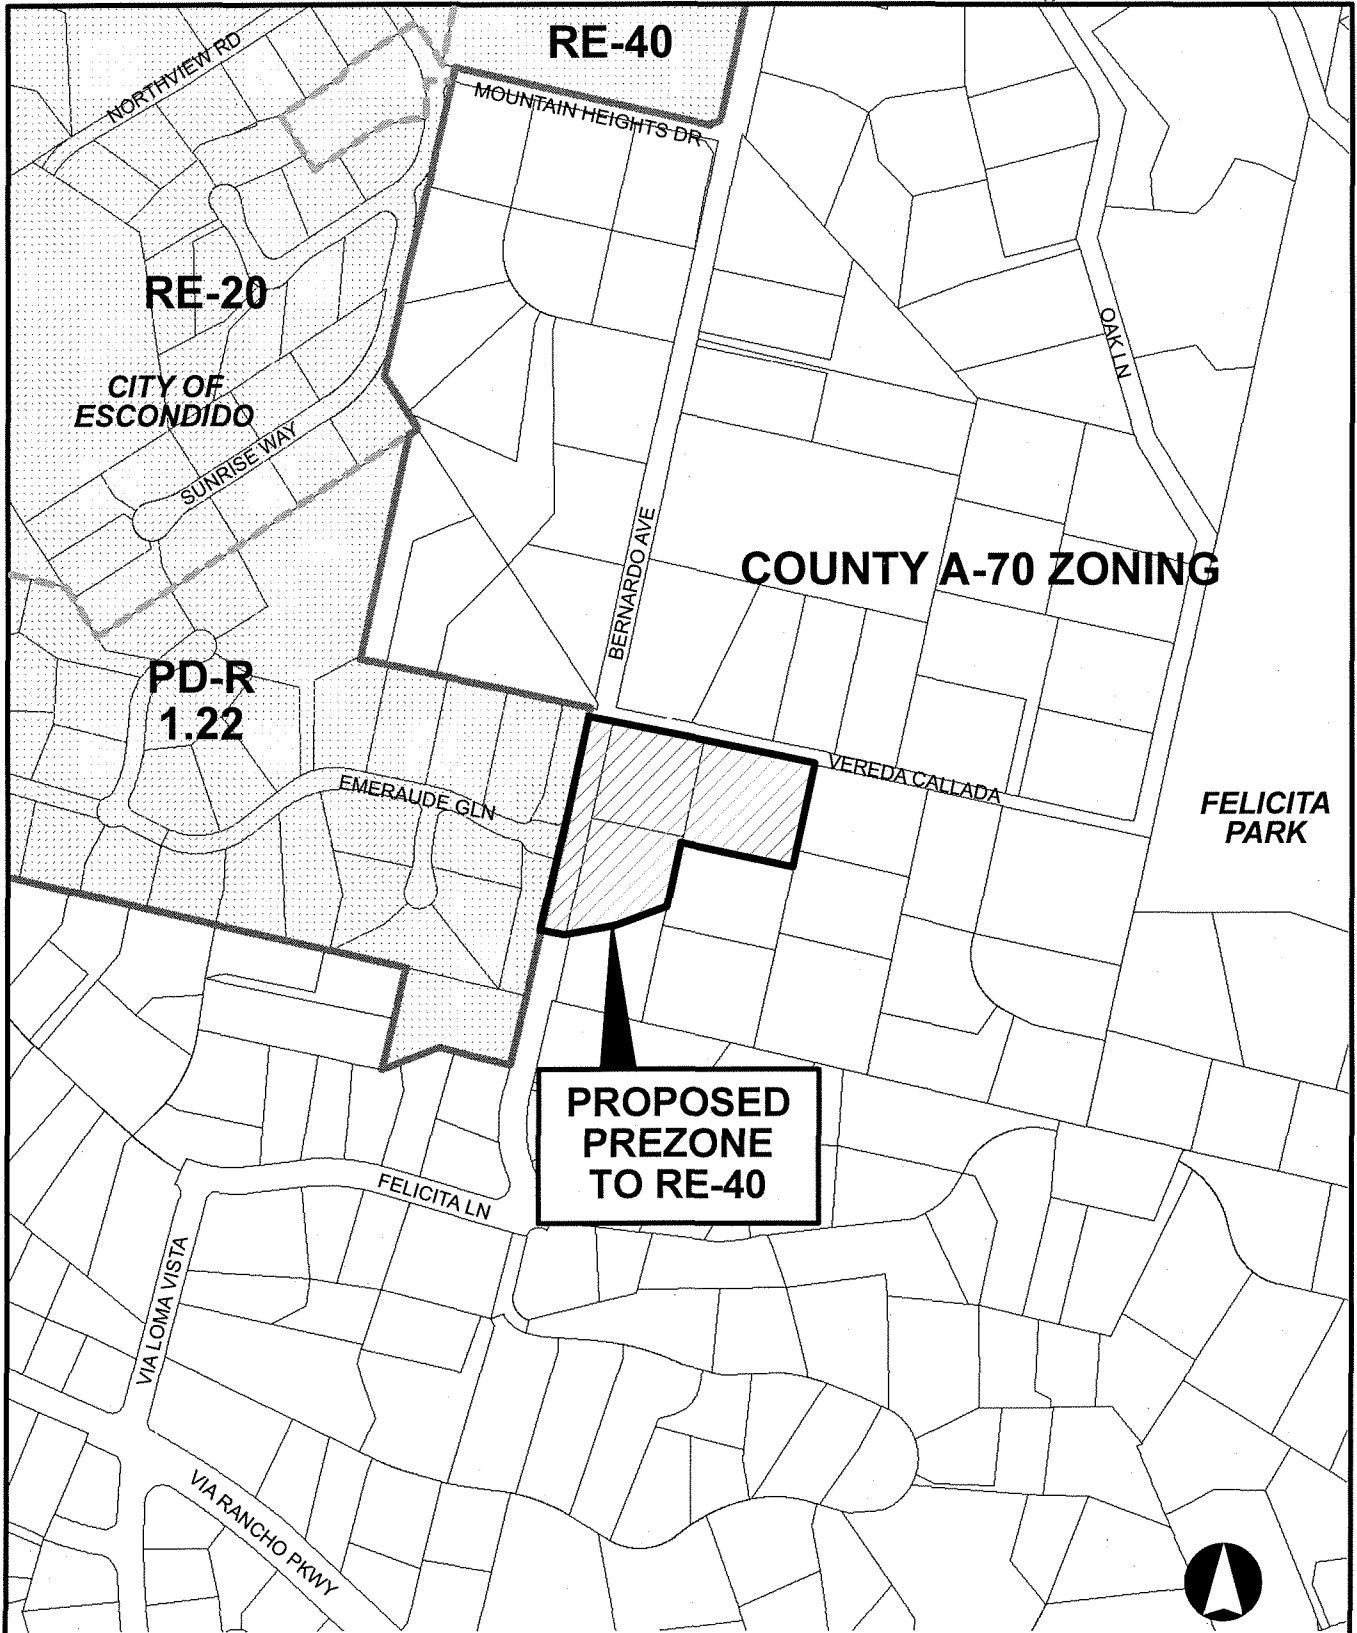 RE-40
NORTHVIEW RD
MOUNTAIN HEIGHTS DR
RE-20
OAK LN
CITY OF
ESCONDIDO
SUNRISE WAY
BERNARDO AVE
COUNTY A-70 ZONING
PD-R
1.22
EMERAUDE GLN
VEREDA CALLADA
FELICITA
PARK
PROPOSED
PREZONE
TO RE-40
FELICITA LN
VIA LOMA VISTA
VIA RANCHO PKWY